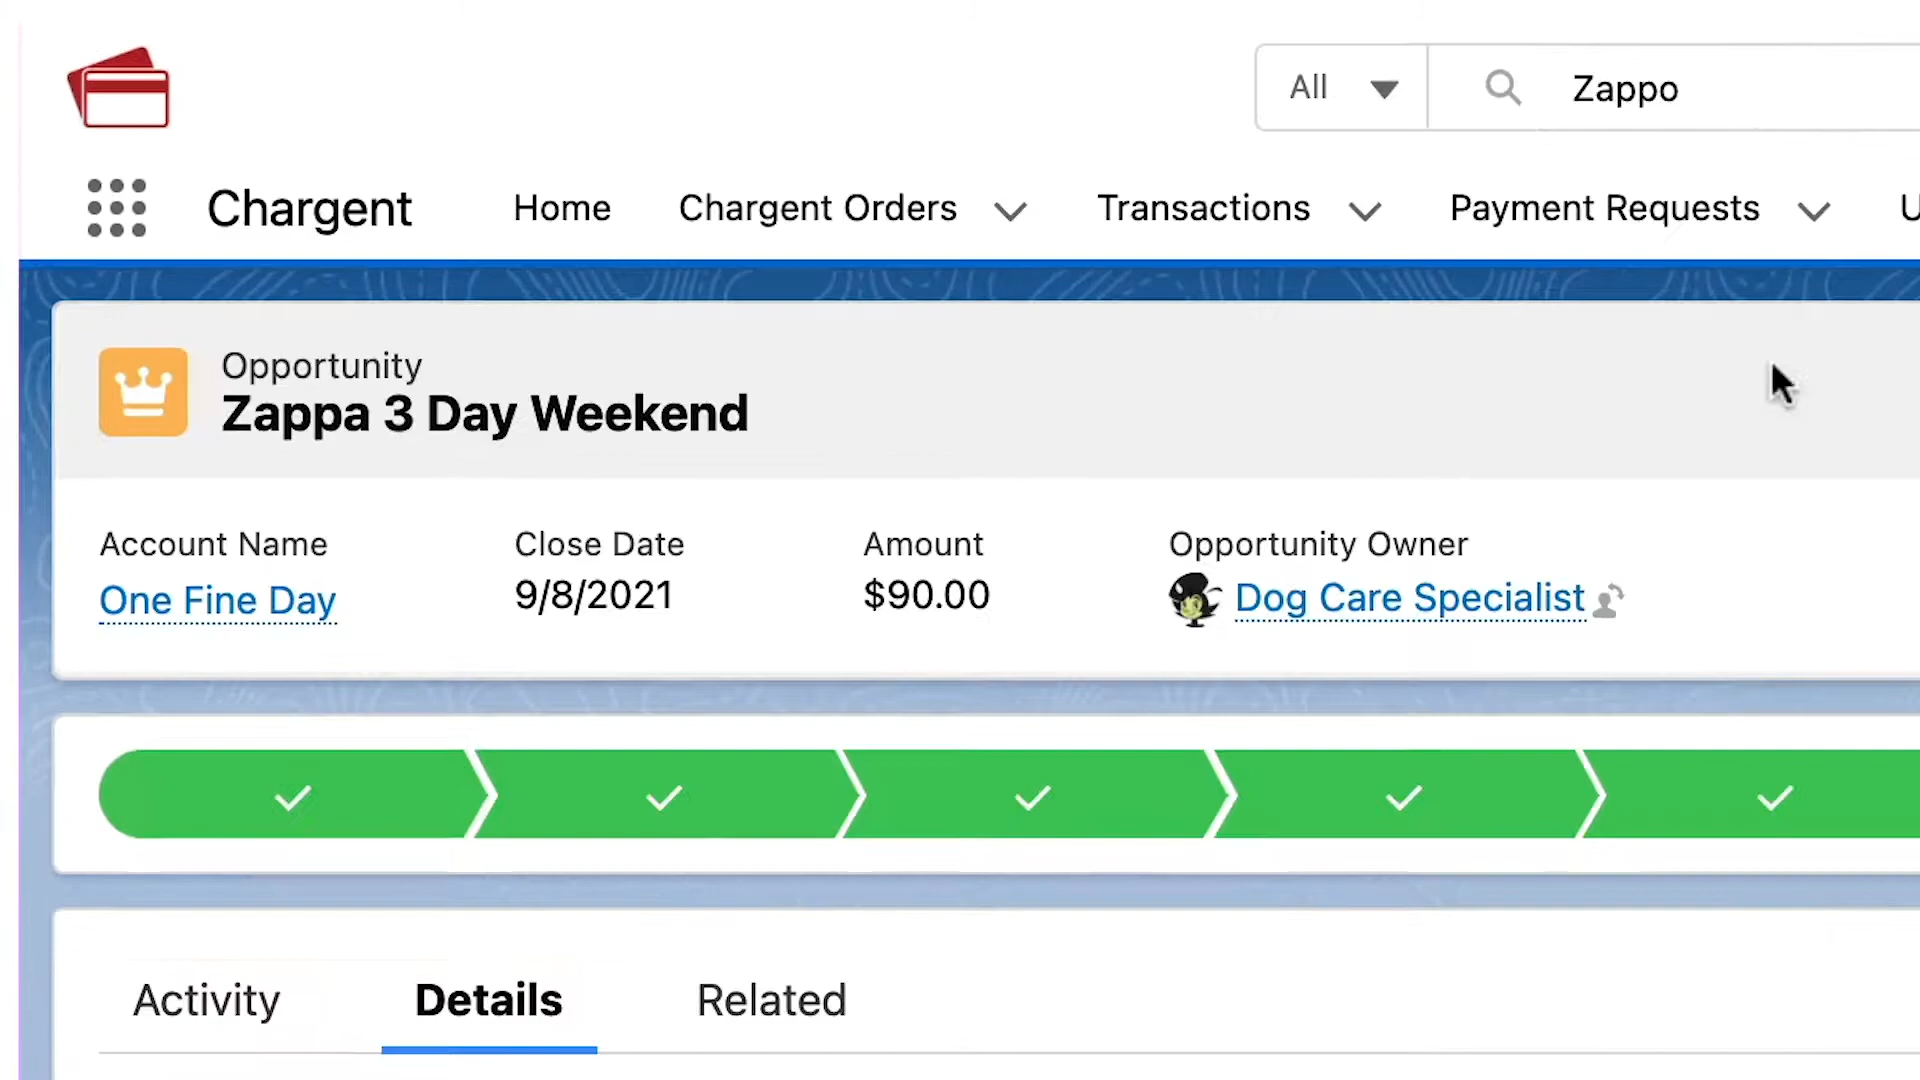 All
Zappo
Chargent
Home
Chargent Orders
Transactions
Payment Requests
U
Opportunity
Zappa 3 Day Weekend
Account Name
Close Date
Amount
Opportunity Owner
One Fine Day
9/8/2021
$90.00
Dog Care Specialist
Activity
Details
Related